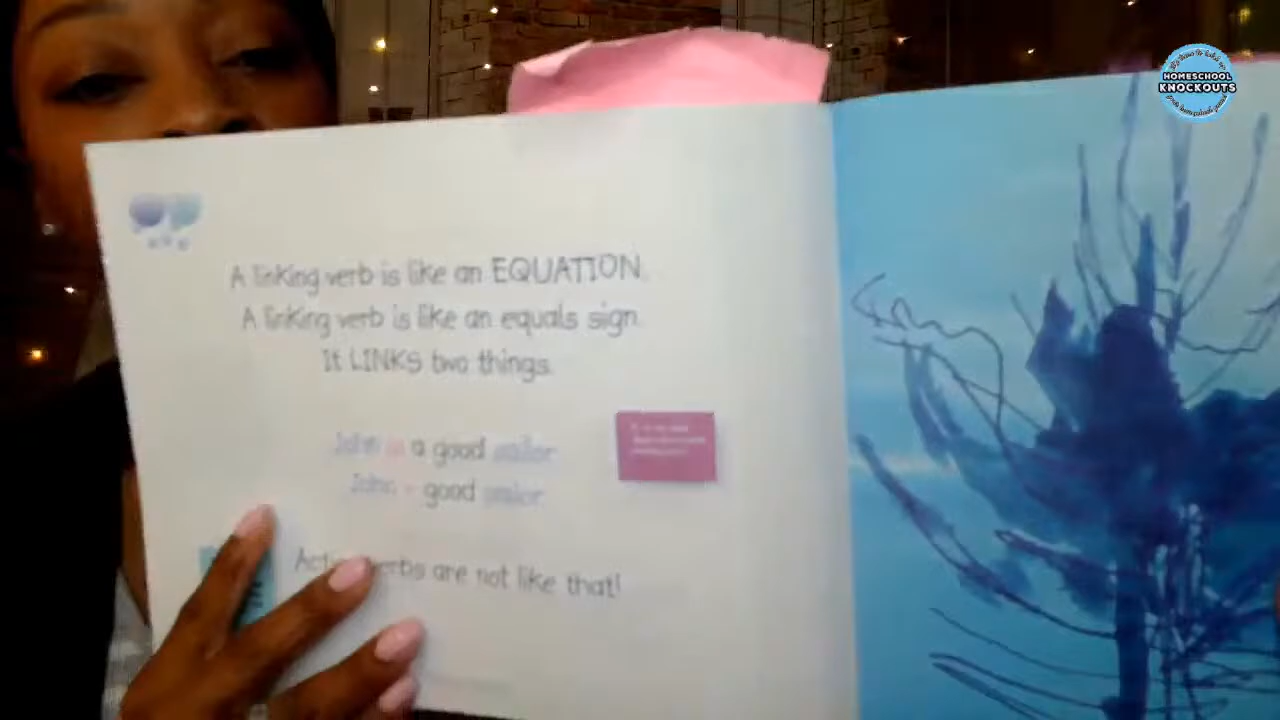 HOMESCHOOL
KNOCKOUTS
A linking verb is like an EQUATION.
A linking verb is like an equals sign.
It LINKS two things.
John is a good sailor
John = good sailor
verbs are not like that!